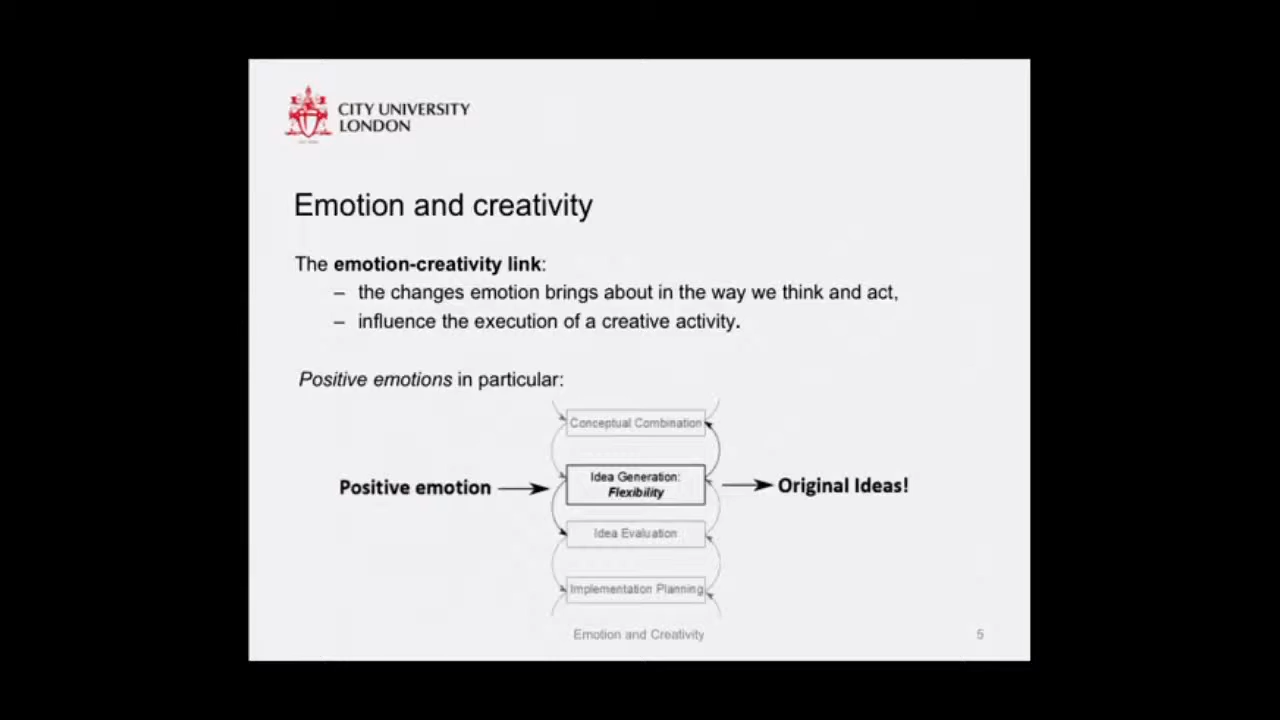 CITY UNIVERSITY
LONDON
Emotion and creativity
The emotion-creativity link:
– the changes emotion brings about in the way we think and act,
– influence the execution of a creative activity.
Positive emotions in particular:
Conceptual Combination
Positive emotion
Idea Generation:
Flexibility
Original Ideas!
Idea Evaluation
Implementation Planning
Emotion and Creativity
5